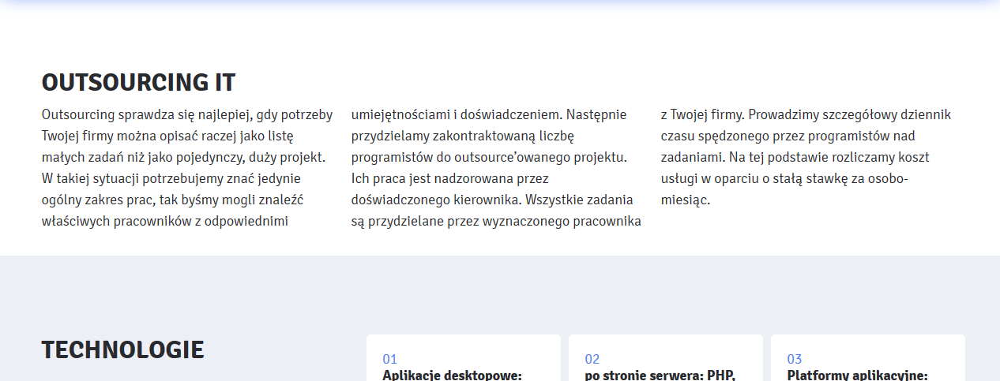 OUTSOURCING IT
Outsourcing sprawdza się najlepiej, gdy potrzeby
Twojej firmy można opisać raczej jako listę
małych zadań niż jako pojedynczy, duży projekt.
W takiej sytuacji potrzebujemy znać jedynie
ogólny zakres prac, tak byśmy mogli znaleźć
właściwych pracowników z odpowiednimi
umiejętnościami i doświadczeniem. Następnie
przydzielamy zakontraktowaną liczbę
programistów do outsource’owanego projektu.
Ich praca jest nadzorowana przez
doświadczonego kierownika. Wszystkie zadania
są przydzielane przez wyznaczonego pracownika
z Twojej firmy. Prowadzimy szczegółowy dziennik
czasu spędzonego przez programistów nad
zadaniami. Na tej podstawie rozliczamy koszt
usługi w oparciu o stałą stawkę za osobo-
miesiąc.
TECHNOLOGIE
01
Aplikacje desktopowe:
02
po stronie serwera: PHP,
03
Platformy aplikacyjne: